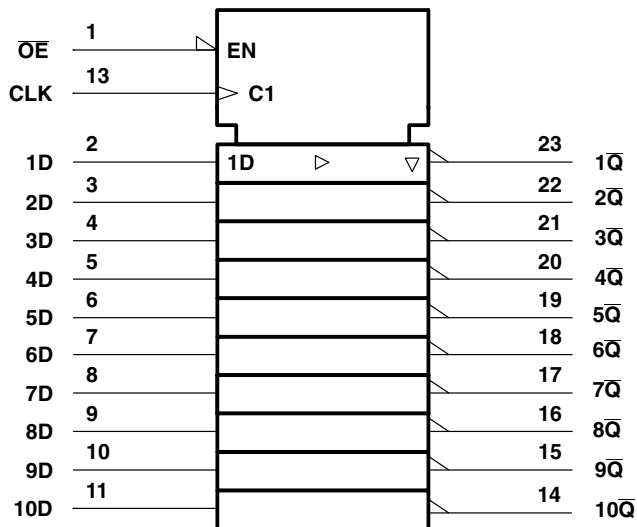 1
O̅E̅ EN
13
CLK C1
2 23
1D 1D 1Q̅
3 22
2D 2Q̅
4 21
3D 3Q̅
5 20
4D 4Q̅
6 19
5D 5Q̅
7 18
6D 6Q̅
8 17
7D 7Q̅
9 16
8D 8Q̅
10 15
9D 9Q̅
11 14
10D 10Q̅